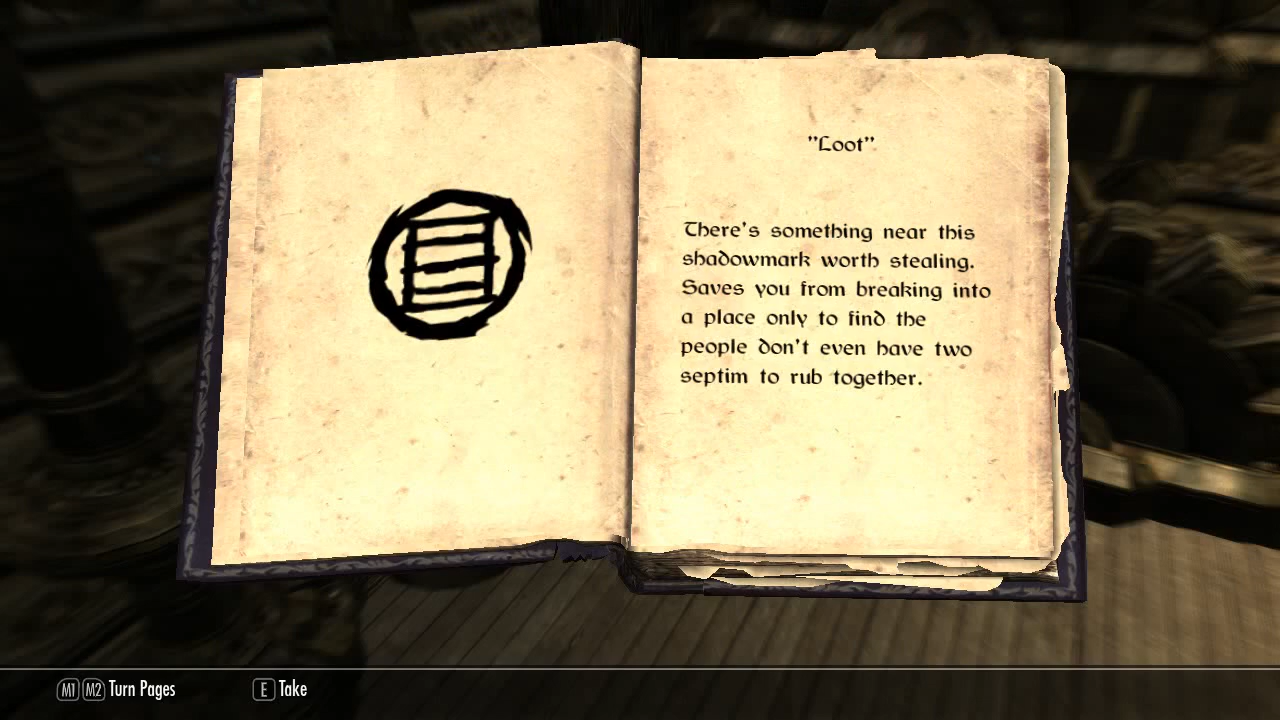 "Loot"
There's something near this
shadowmark worth stealing.
Saves you from breaking into
a place only to find the
people don't even have two
septim to rub together.
M1 M2 Turn Pages
E Take